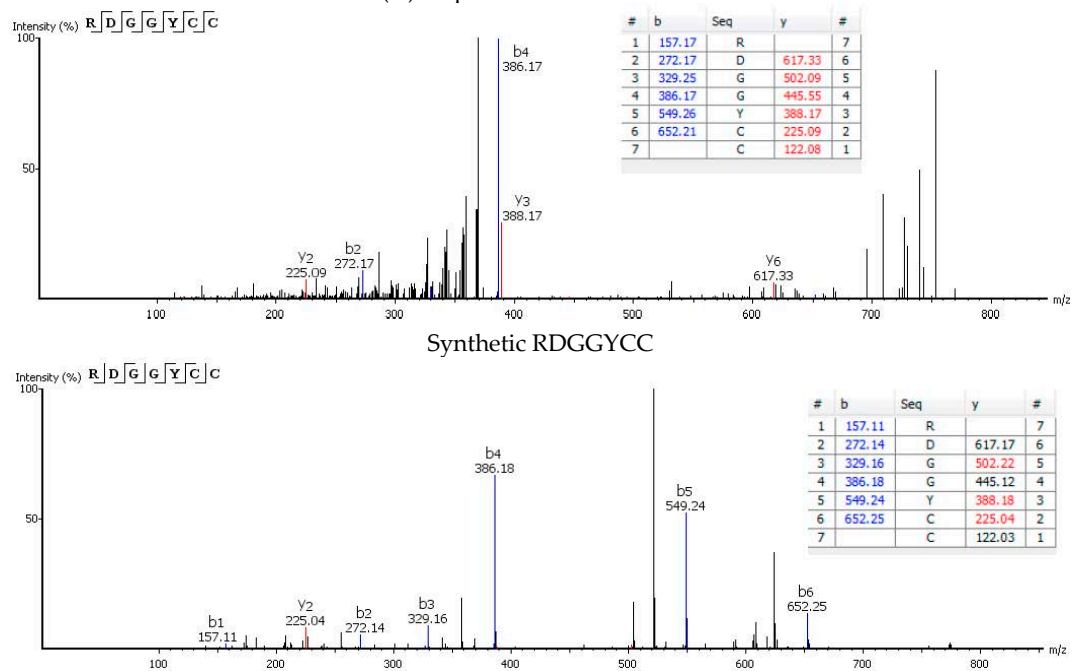 Intensity (%) R D G G Y C C
100
50
b4
386.17
y3
388.17
b2
272.17
y2
225.09
y6
617.33
100 200 300 400 500 600 700 800 m/z
# b Seq y #
1 157.17 R 7
2 272.17 D 617.33 6
3 329.25 G 502.09 5
4 386.17 G 445.55 4
5 549.26 Y 388.17 3
6 652.21 C 225.09 2
7 C 122.08 1
Synthetic RDGGYCC
Intensity (%) R D G G Y C C
100
50
b4
386.18
b5
549.24
b6
652.25
b3
329.16
y2
225.04
b2
272.14
b1
157.11
100 200 300 400 500 600 700 800 m/z
# b Seq y #
1 157.11 R 7
2 272.14 D 617.17 6
3 329.16 G 502.22 5
4 386.18 G 445.12 4
5 549.24 Y 388.18 3
6 652.25 C 225.04 2
7 C 122.03 1